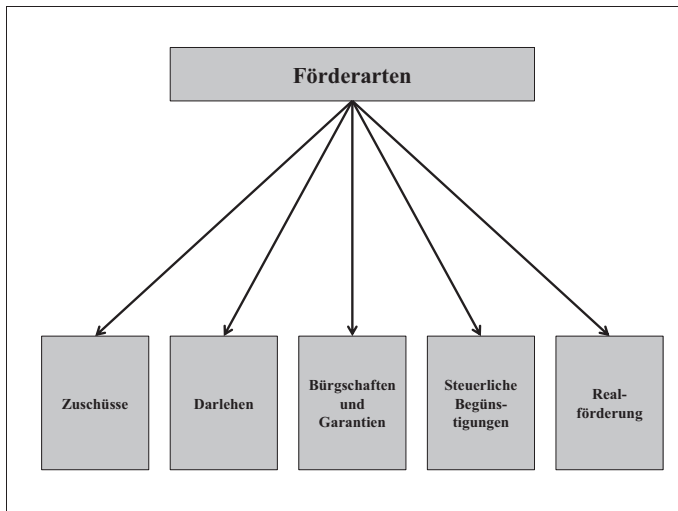 Förderarten
Zuschüsse
Darlehen
Bürgschaften
und
Garantien
Steuerliche
Begüns-
tigungen
Real-
förderung